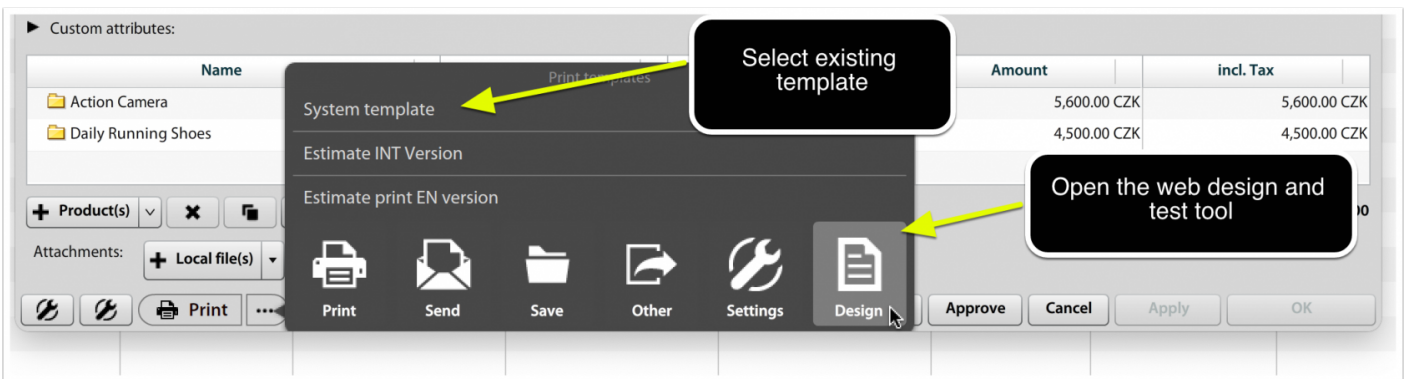 Custom attributes:
Name
Print templates
Amount
incl. Tax
Select existing
template
Action Camera
System template
5,600.00 CZK
5,600.00 CZK
Daily Running Shoes
4,500.00 CZK
4,500.00 CZK
Estimate INT Version
Open the web design and
test tool
Estimate print EN version
Product(s)
Attachments:
Local file(s)
Print
Print
Send
Save
Other
Settings
Design
Approve
Cancel
Apply
OK